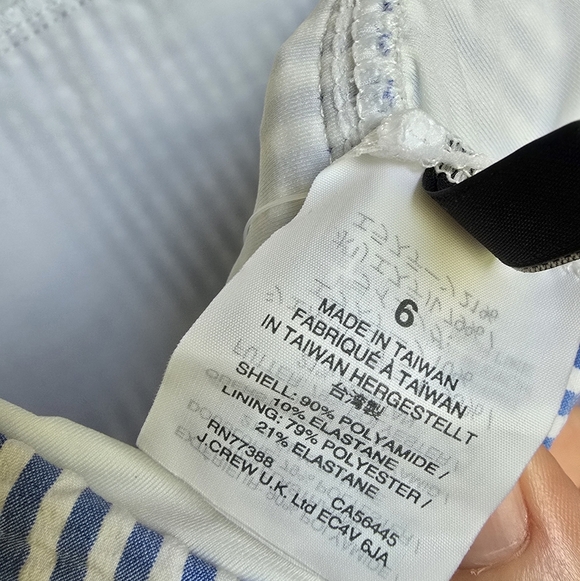 6
MADE IN TAIWAN
FABRIQUÉ À TAÏWAN
IN TAIWAN HERGESTELLT
台湾製
SHELL: 90% POLYAMIDE /
10% ELASTANE
LINING: 79% POLYESTER /
21% ELASTANE
RN77388 CA56445
J.CREW U.K. Ltd EC4V 6JA